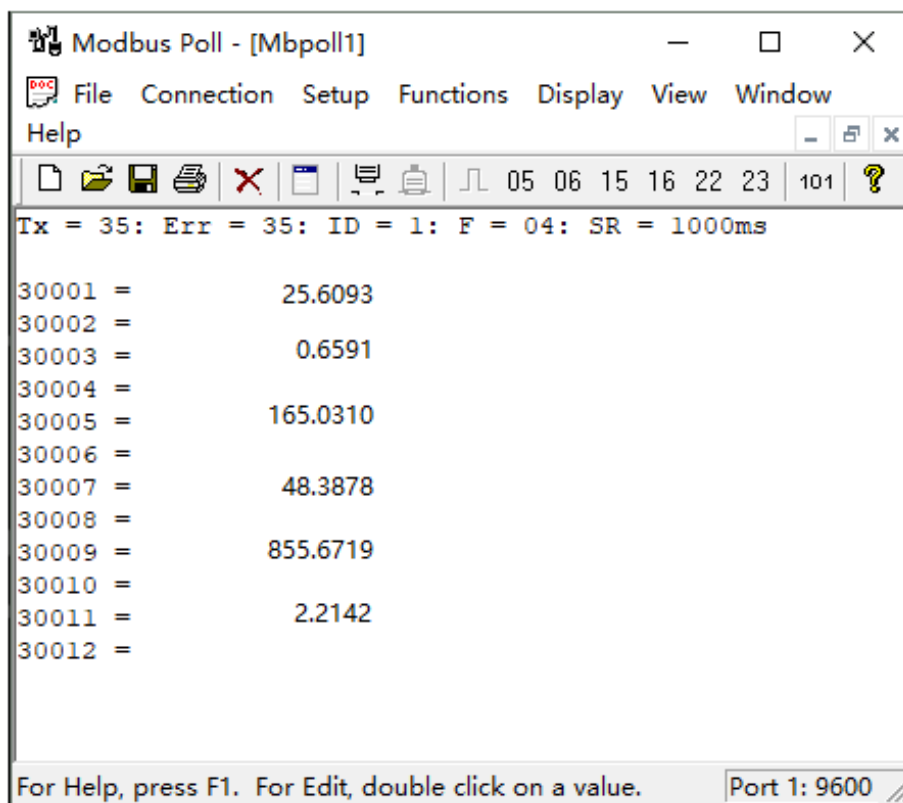 Modbus Poll - [Mbpoll1]
File Connection Setup Functions Display View Window
Help
05 06 15 16 22 23 101
Tx = 35: Err = 35: ID = 1: F = 04: SR = 1000ms
30001 = 25.6093
30002 =
30003 = 0.6591
30004 =
30005 = 165.0310
30006 =
30007 = 48.3878
30008 =
30009 = 855.6719
30010 =
30011 = 2.2142
30012 =
For Help, press F1. For Edit, double click on a value. Port 1: 9600